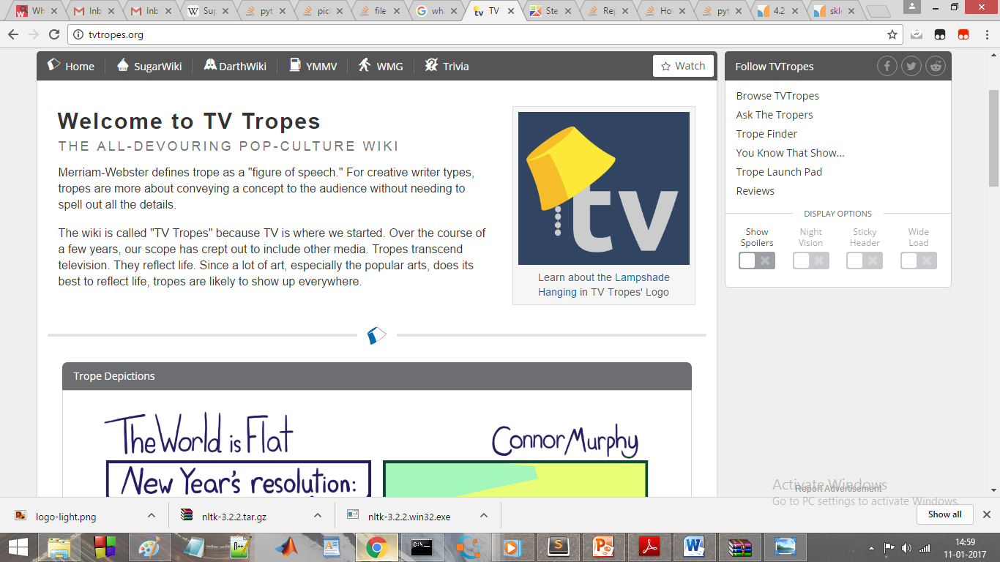 Wh
Inb
Inb
Sup
pyt
pic
file
wh
TV
Ste
Rep
Ho
pyt
4.2
skl
tvtropes.org
Home
SugarWiki
DarthWiki
YMMV
WMG
Trivia
Watch
Follow TVTropes
Welcome to TV Tropes
THE ALL-DEVOURING POP-CULTURE WIKI
Merriam-Webster defines trope as a "figure of speech." For creative writer types,
tropes are more about conveying a concept to the audience without needing to
spell out all the details.
The wiki is called "TV Tropes" because TV is where we started. Over the course of
a few years, our scope has crept out to include other media. Tropes transcend
television. They reflect life. Since a lot of art, especially the popular arts, does its
best to reflect life, tropes are likely to show up everywhere.
tv
Learn about the Lampshade
Hanging in TV Tropes' Logo
Browse TVTropes
Ask The Tropers
Trope Finder
You Know That Show...
Trope Launch Pad
Reviews
DISPLAY OPTIONS
Show
Spoilers
Night
Vision
Sticky
Header
Wide
Load
Trope Depictions
The World is Flat
Connor Murphy
New Year's resolution:
Report Advertisement
Activate Windows
Go to PC settings to activate Windows.
logo-light.png
nltk-3.2.2.tar.gz
nltk-3.2.2.win32.exe
Show all
14:59
11-01-2017